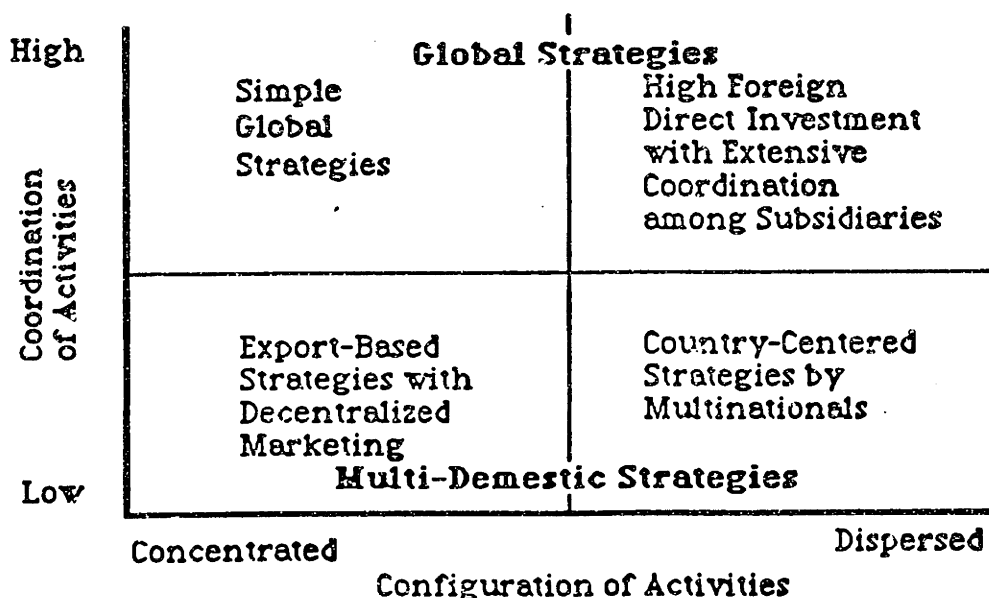 High
Global Strategies
Simple
Global
Strategies
High Foreign
Direct Investment
with Extensive
Coordination
among Subsidiaries
Coordination
of Activities
Export-Based
Strategies with
Decentralized
Marketing
Country-Centered
Strategies by
Multinationals
Multi-Demestic Strategies
Low
Concentrated
Dispersed
Configuration of Activities